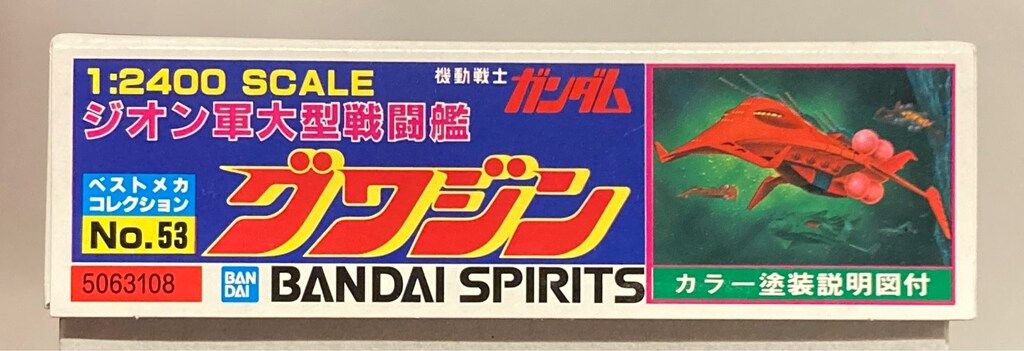 1:2400 SCALE
機動戦士 ガンダム
ジオン軍大型戦闘艦
ベストメカ
コレクション
No.53
グワジン
5063108
BAN
DAI
BANDAI SPIRITS
カラー塗装説明図付